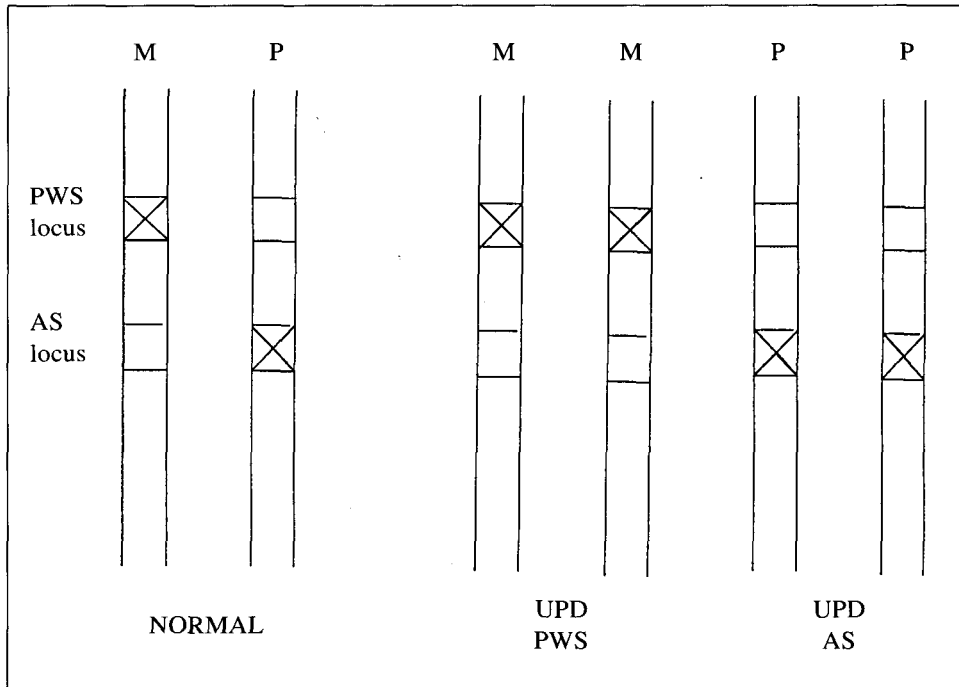 M P M M P P
PWS
locus
AS
locus
NORMAL
UPD
PWS
UPD
AS